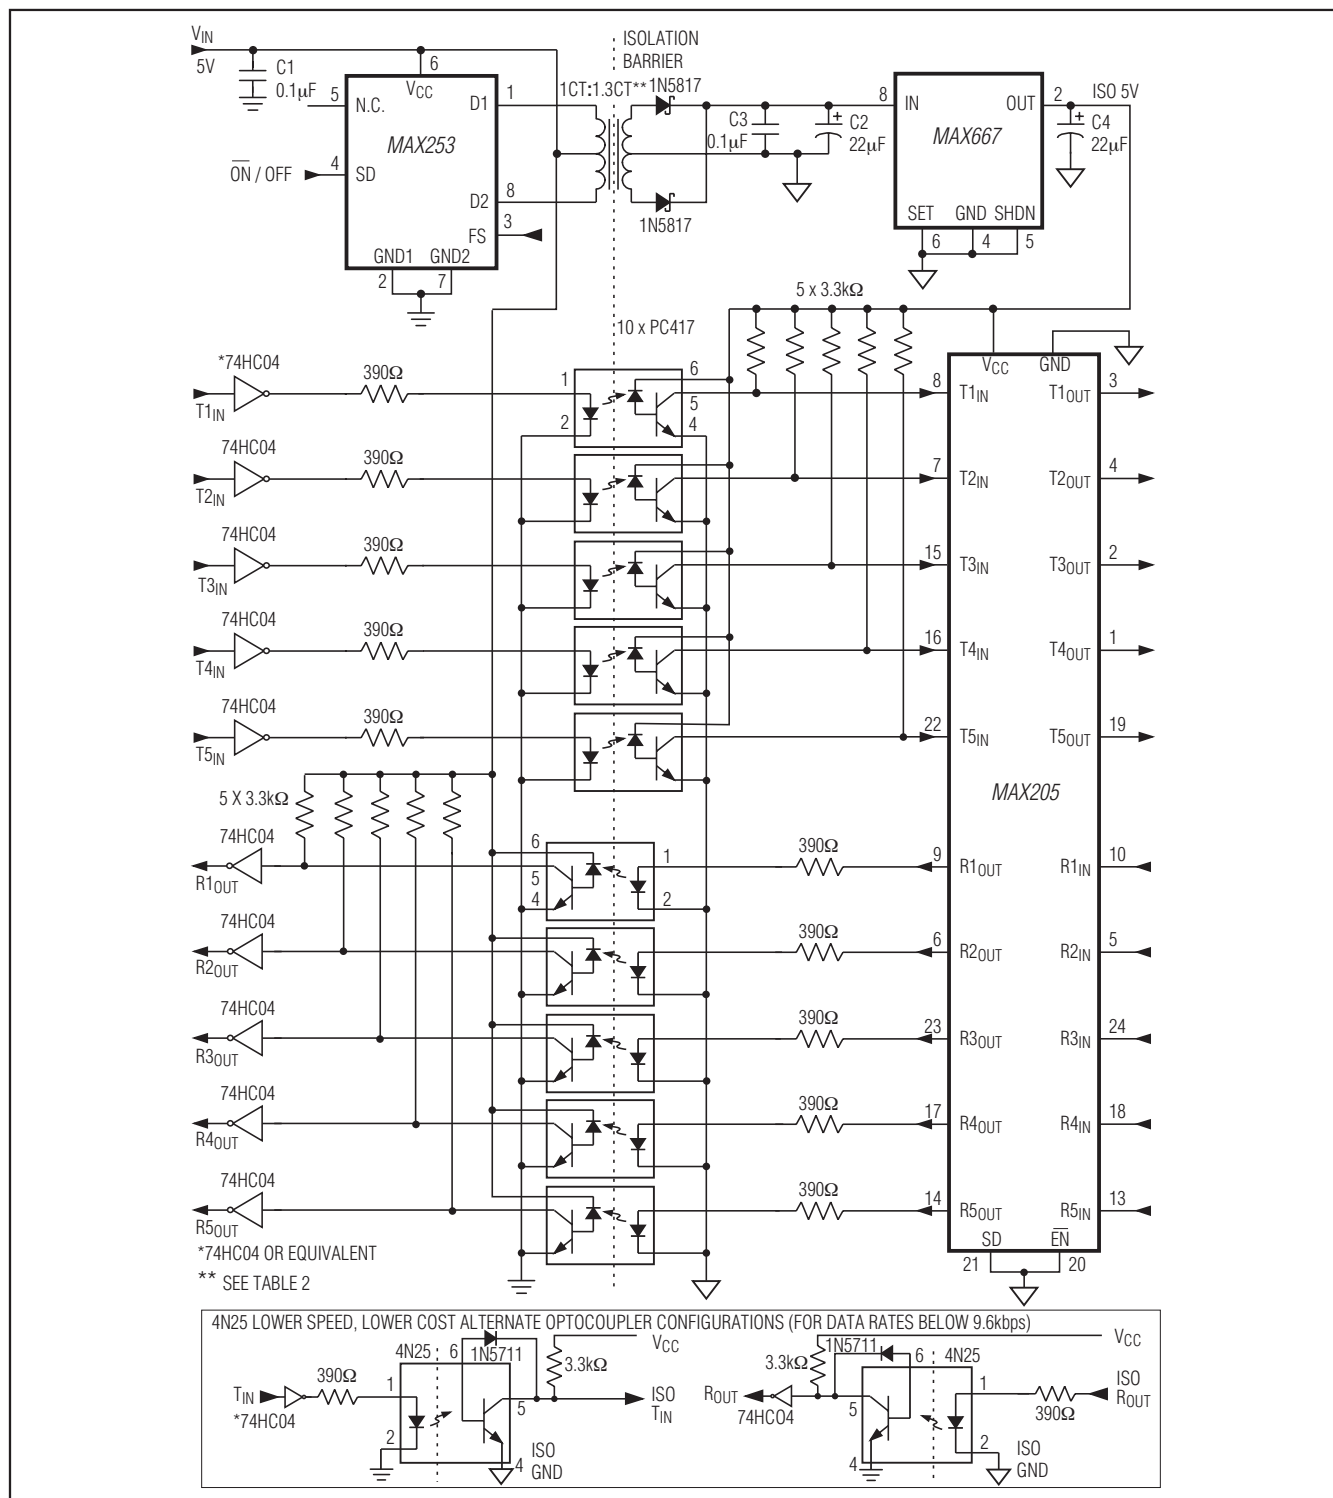 VIN
5V
C1
0.1µF
5
N.C.
6
VCC
D1
1
MAX253
ON / OFF
4
SD
D2
8
FS
3
GND1
GND2
2
7
ISOLATION
BARRIER
1CT:1.3CT**
1N5817
1N5817
C3
0.1µF
C2
22µF
8
IN
OUT
2
ISO 5V
MAX667
C4
22µF
SET
GND
SHDN
6
4
5
5 x 3.3kΩ
10 x PC417
VCC
GND
*74HC04
390Ω
1
2
6
5
4
8
T1IN
T1OUT
3
T1IN
74HC04
390Ω
7
T2IN
T2OUT
4
T2IN
74HC04
390Ω
15
T3IN
T3OUT
2
T3IN
74HC04
390Ω
16
T4IN
T4OUT
1
T4IN
74HC04
390Ω
22
T5IN
T5OUT
19
T5IN
MAX205
5 X 3.3kΩ
74HC04
6
5
4
1
2
390Ω
9
R1OUT
R1IN
10
R1OUT
74HC04
390Ω
6
R2OUT
R2IN
5
R2OUT
74HC04
390Ω
23
R3OUT
R3IN
24
R3OUT
74HC04
390Ω
17
R4OUT
R4IN
18
R4OUT
74HC04
390Ω
14
R5OUT
R5IN
13
R5OUT
SD
EN
21
20
*74HC04 OR EQUIVALENT
** SEE TABLE 2
4N25 LOWER SPEED, LOWER COST ALTERNATE OPTOCOUPLER CONFIGURATIONS (FOR DATA RATES BELOW 9.6kbps)
TIN
*74HC04
390Ω
1
2
4N25
6
1N5711
5
4
3.3kΩ
VCC
ISO
TIN
ISO
GND
ROUT
74HC04
3.3kΩ
1N5711
6
4N25
5
4
1
2
VCC
ISO
ROUT
390Ω
ISO
GND